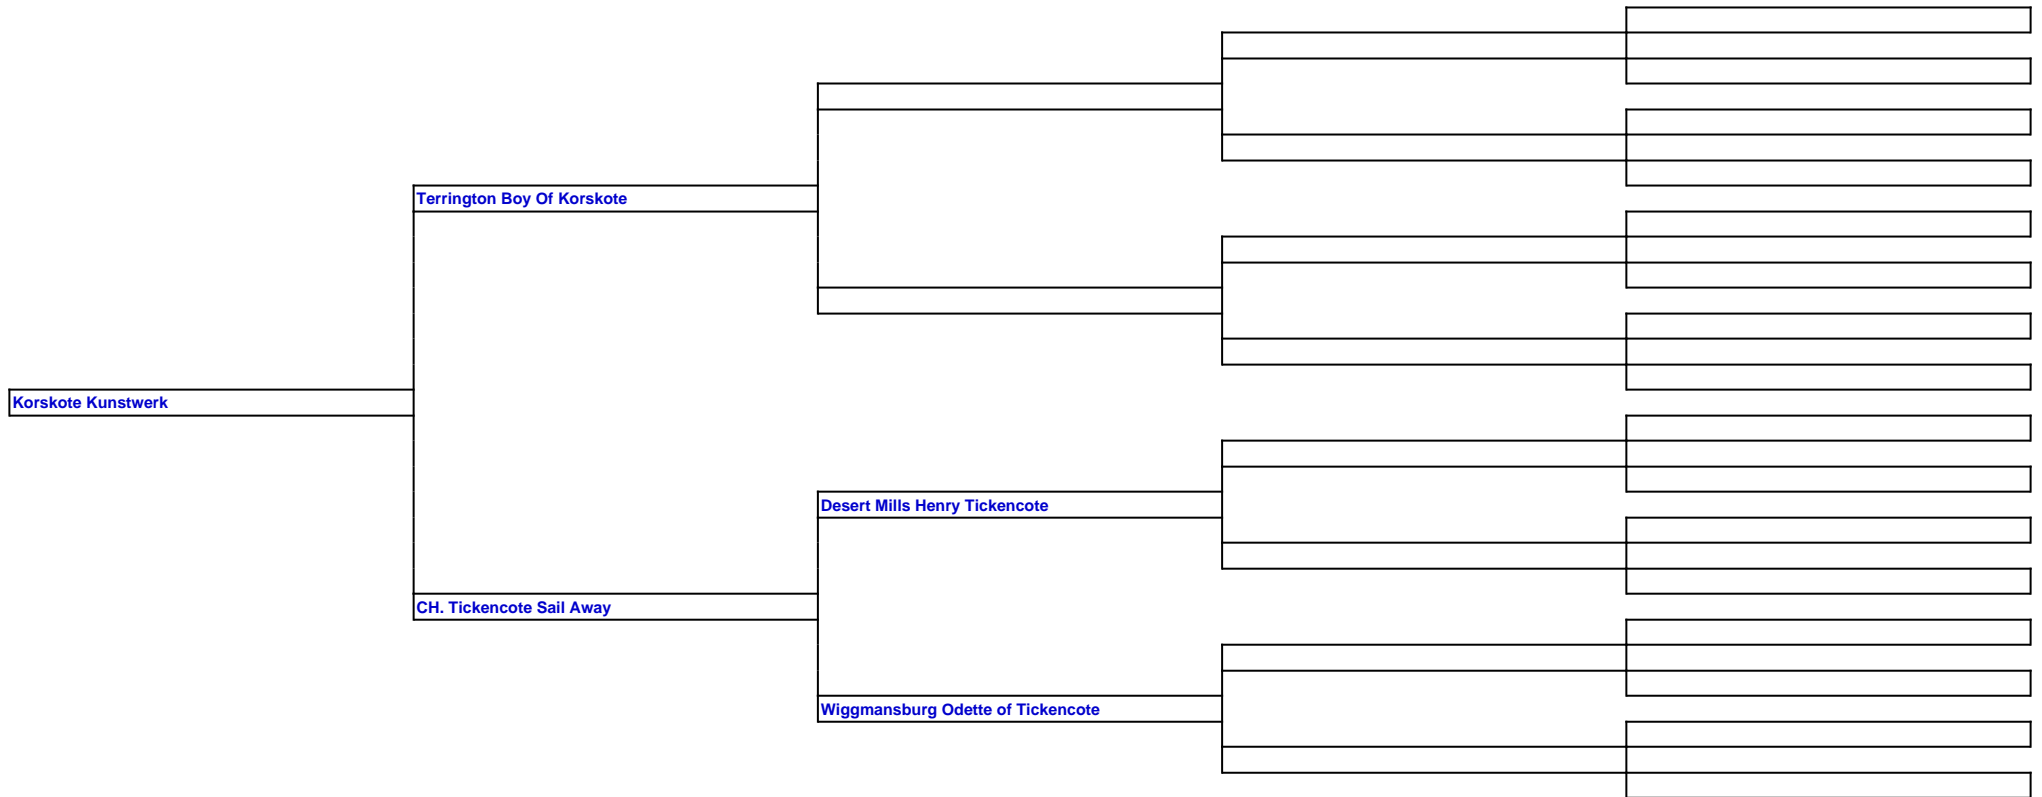 Terrington Boy Of Korskote
Korskote Kunstwerk
Desert Mills Henry Tickencote
CH. Tickencote Sail Away
Wiggmansburg Odette of Tickencote